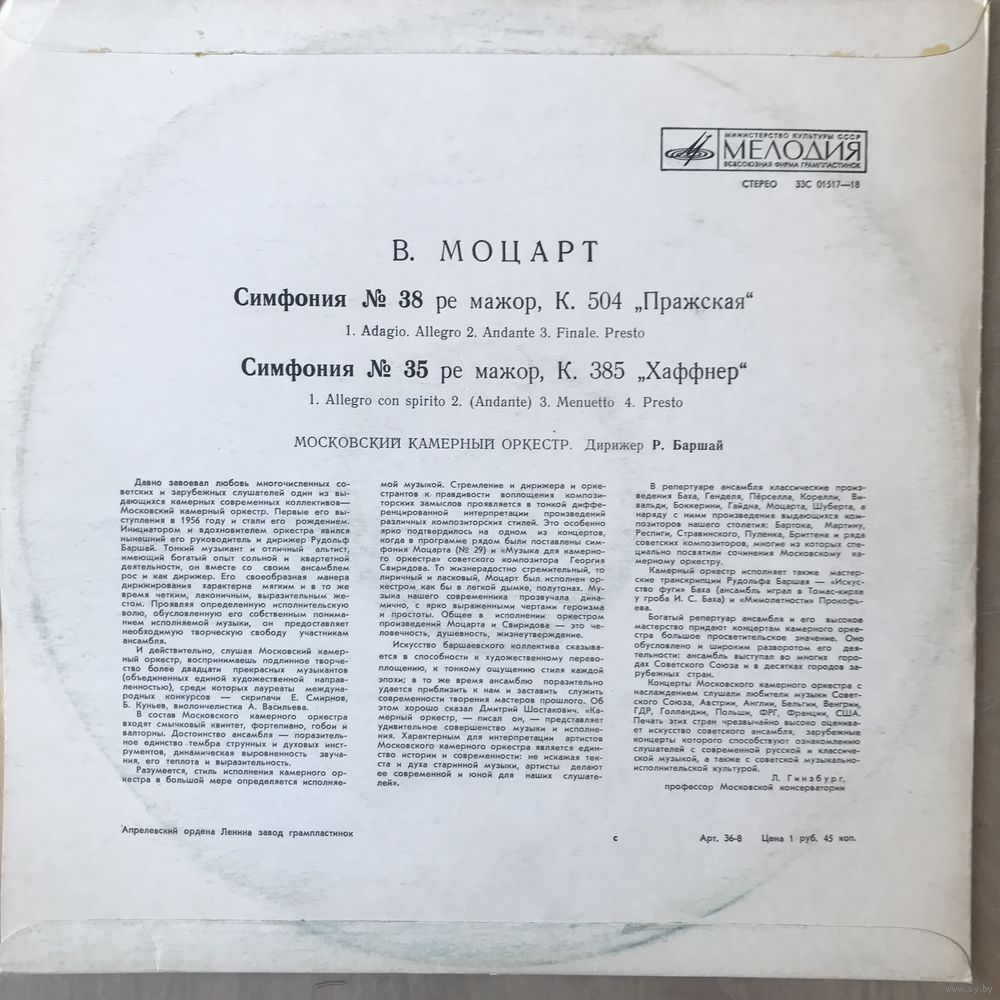 МИНИСТЕРСТВО КУЛЬТУРЫ СССР
МЕЛОДИЯ
ВСЕСОЮЗНАЯ ФИРМА ГРАМПЛАСТИНОК
СТЕРЕО 33С 01517—18
В. МОЦАРТ
Симфония № 38 ре мажор, К. 504 „Пражская“
1. Adagio. Allegro 2. Andante 3. Finale. Presto
Симфония № 35 ре мажор, К. 385 „Хаффнер“
1. Allegro con spirito 2. (Andante) 3. Menuetto 4. Presto
МОСКОВСКИЙ КАМЕРНЫЙ ОРКЕСТР. Дирижер Р. Баршай
Давно завоевал любовь многочисленных со-
ветских и зарубежных слушателей один из вы-
дающихся камерных современных коллективов—
Московский камерный оркестр. Первые его вы-
ступления в 1956 году и стали его рождением.
Инициатором и вдохновителем оркестра явился
нынешний его руководитель и дирижер Рудольф
Баршай. Тонкий музыкант и отличный альтист,
имеющий богатый опыт сольной и квартетной
деятельности, он вместе со своим ансамблем
рос и как дирижер. Его своеобразная манера
дирижирования характерна мягким и в то же
время четким, лаконичным, выразительным же-
стом. Проявляя определенную исполнительскую
волю, обусловленную его собственным понима-
нием исполняемой музыки, он предоставляет
необходимую творческую свободу участникам
ансамбля.
И действительно, слушая Московский камер-
ный оркестр, воспринимаешь подлинное творче-
ство более двадцати прекрасных музыкантов
(объединенных единой художественной направ-
ленностью), среди которых лауреаты междуна-
родных конкурсов — скрипачи Е. Смирнов,
Б. Куньев, виолончелистка А. Васильева.
В состав Московского камерного оркестра
входят смычковый квинтет, фортепиано, гобои и
валторны. Достоинство ансамбля — поразитель-
ное единство тембра струнных и духовых инст-
рументов, динамическая выровненность звуча-
ния, его теплота и выразительность.
Разумеется, стиль исполнения камерного ор-
кестра в большой мере определяется исполняе-
мой музыкой. Стремление и дирижера и орке-
странтов к правдивости воплощения компози-
торских замыслов проявляется в тонкой диффе-
ренцированной интерпретации произведений
различных композиторских стилей. Это особенно
ярко подтвердилось на одном из концертов,
когда в программе рядом были поставлены сим-
фония Моцарта (№ 29) и «Музыка для камерно-
го оркестра» советского композитора Георгия
Свиридова. То жизнерадостно стремительный, то
лиричный и ласковый, Моцарт был исполнен ор-
кестром как бы в легкой дымке, полутонах. Му-
зыка нашего современника прозвучала дина-
мично, с ярко выраженными чертами героизма
и простоты. Общее в исполнении оркестром
произведений Моцарта и Свиридова — это че-
ловечность, душевность, жизнеутверждение.
Искусство баршаевского коллектива сказыва-
ется в способности к художественному перево-
площению, к тонкому ощущению стиля каждой
эпохи; в то же время ансамблю поразительно
удается приблизить к нам и заставить служить
современности творения мастеров прошлого. Об
этом хорошо сказал Дмитрий Шостакович. «Ка-
мерный оркестр, — писал он, — представляет
удивительное совершенство музыки и исполне-
ния. Характерным для интерпретации артистов
Московского камерного оркестра является един-
ство истории и современности: не искажая тек-
ста и духа старинной музыки, артисты делают
ее современной и юной для наших слушате-
лей».
В репертуаре ансамбля классические произ-
ведения Баха, Генделя, Пёрселла, Корелли, Ви-
вальди, Боккерини, Гайдна, Моцарта, Шуберта, а
наряду с ними произведения выдающихся ком-
позиторов нашего столетия: Бартока, Мартину,
Респиги, Стравинского, Пуленка, Бриттена и ряда
советских композиторов, многие из которых спе-
циально посвятили сочинения Московскому ка-
мерному оркестру.
Камерный оркестр исполняет также мастер-
ские транскрипции Рудольфа Баршая — «Искус-
ство фуги» Баха (ансамбль играл в Томас-кирхе
у гроба И. С. Баха) и «Мимолетности» Прокофь-
ева.
Богатый репертуар ансамбля и его высокое
мастерство придают концертам камерного орке-
стра большое просветительское значение. Оно
обусловлено и широким разворотом его дея-
тельности: ансамбль выступал во многих горо-
дах Советского Союза и в десятках городов за-
рубежных стран.
Концерты Московского камерного оркестра с
наслаждением слушали любители музыки Совет-
ского Союза, Австрии, Англии, Бельгии, Венгрии,
ГДР, Голландии, Польши, ФРГ, Франции, США.
Печать этих стран чрезвычайно высоко оценива-
ет искусство советского ансамбля, зарубежные
концерты которого способствуют ознакомлению
слушателей с современной русской и классиче-
ской музыкой, а также с советской музыкально-
исполнительской культурой.
Л. Гинзбург,
профессор Московской консерватории
Апрелевский ордена Ленина завод грампластинок
с
Арт. 36-8 Цена 1 руб. 45 коп.
www.ay.by